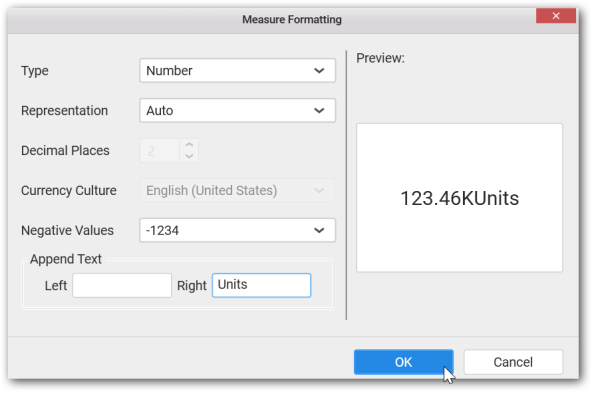 Measure Formatting
Type
Number
Representation
Auto
Decimal Places
2
Currency Culture
English (United States)
Negative Values
-1234
Append Text
Left
Right
Units
Preview:
123.46KUnits
OK
Cancel